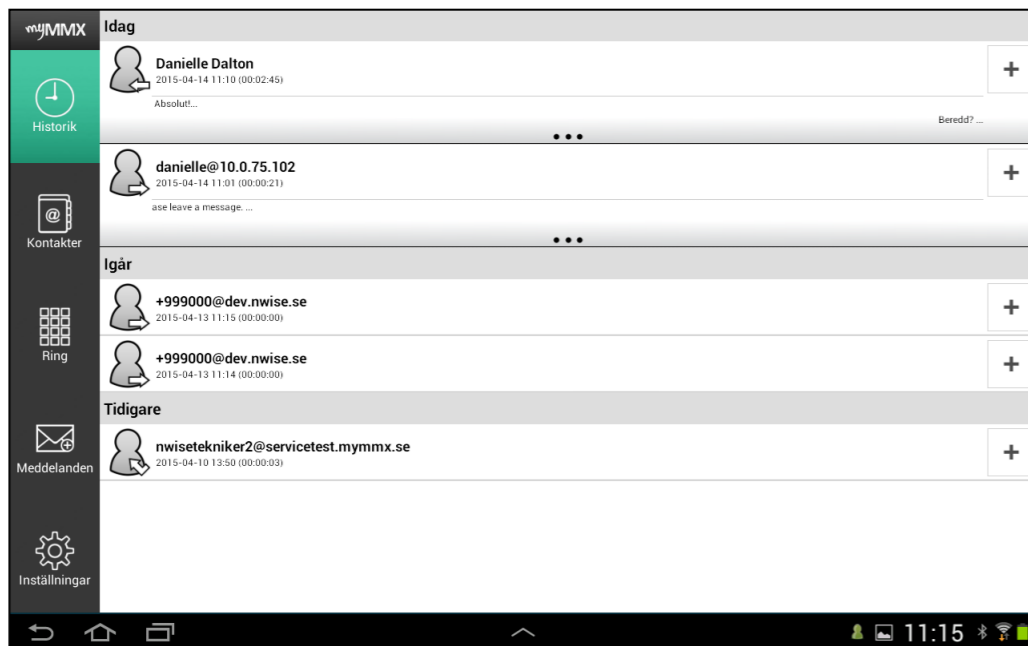 myMMX
Idag
Danielle Dalton
2015-04-14 11:10 (00:02:45)
Absolut!...
Beredd? ...
danielle@10.0.75.102
2015-04-14 11:01 (00:00:21)
ase leave a message. ...
Igår
+999000@dev.nwise.se
2015-04-13 11:15 (00:00:00)
+999000@dev.nwise.se
2015-04-13 11:14 (00:00:00)
Tidigare
nwisetekniker2@servicetest.mymmx.se
2015-04-10 13:50 (00:00:03)
Historik
Kontakter
Ring
Meddelanden
Inställningar
11:15